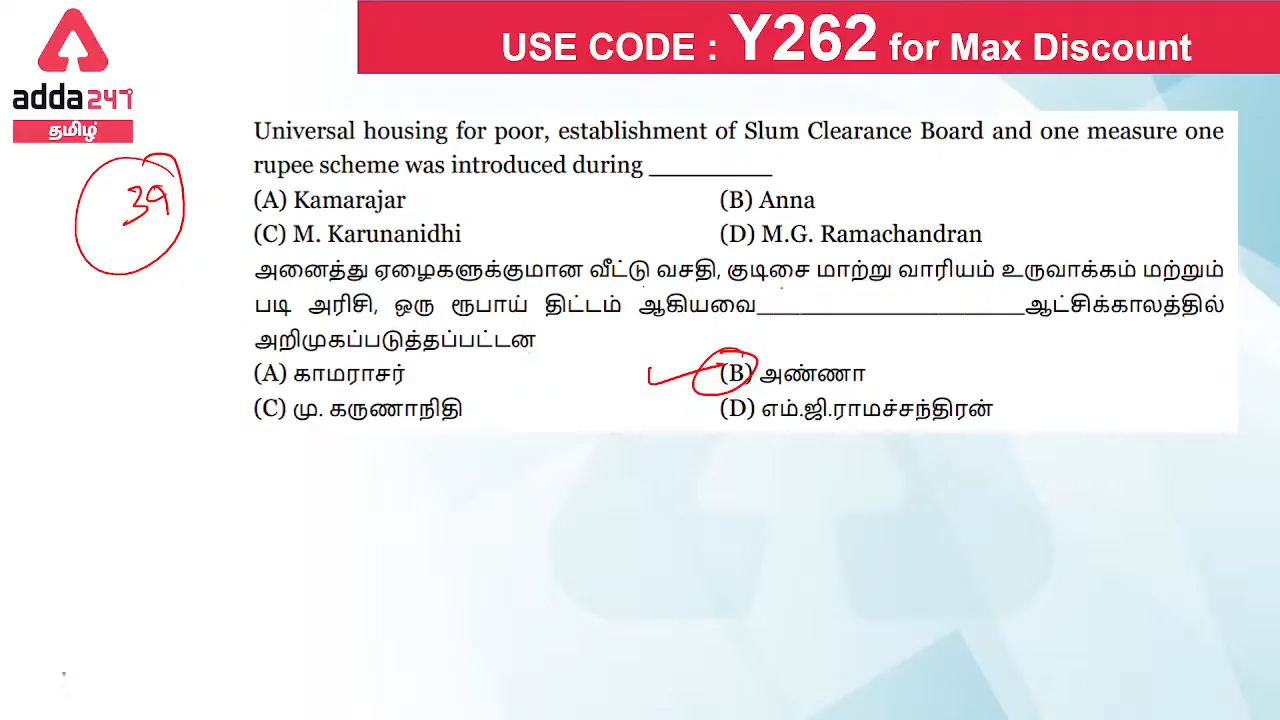 USE CODE : Y262 for Max Discount
adda247
தமிழ்
39
Universal housing for poor, establishment of Slum Clearance Board and one measure one
rupee scheme was introduced during __________
(A) Kamarajar (B) Anna
(C) M. Karunanidhi (D) M.G. Ramachandran
அனைத்து ஏழைகளுக்குமான வீட்டு வசதி, குடிசை மாற்று வாரியம் உருவாக்கம் மற்றும்
படி அரிசி, ஒரு ரூபாய் திட்டம் ஆகியவை______________________ஆட்சிக்காலத்தில்
அறிமுகப்படுத்தப்பட்டன
(A) காமராசர் (B) அண்ணா
(C) மு. கருணாநிதி (D) எம்.ஜி.ராமச்சந்திரன்